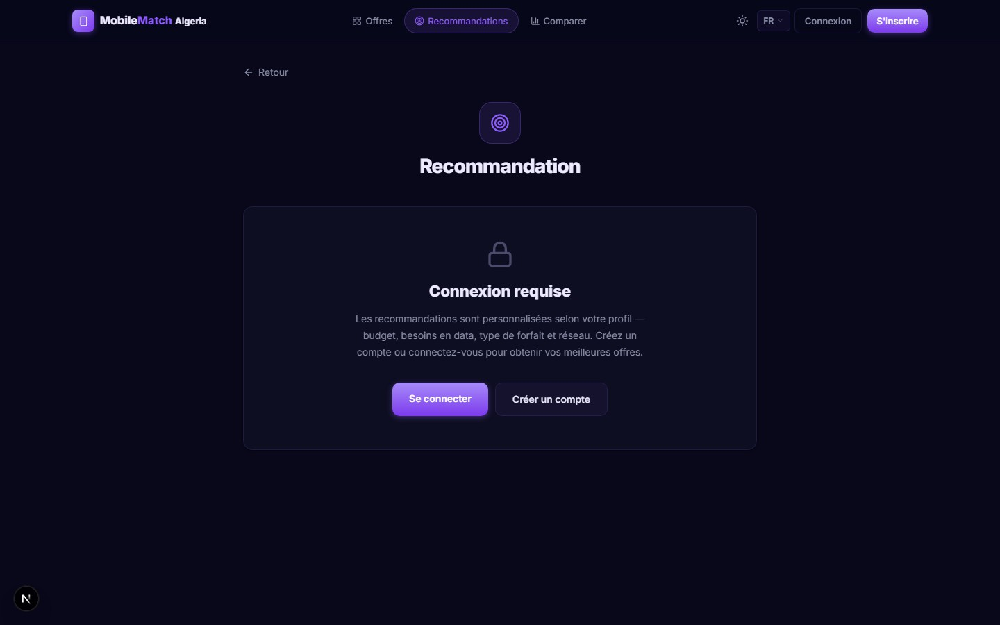 MobileMatch Algeria
Offres
Recommandations
Comparer
FR
Connexion
S'inscrire
Retour
Recommandation
Connexion requise
Les recommandations sont personnalisées selon votre profil —
budget, besoins en data, type de forfait et réseau. Créez un
compte ou connectez-vous pour obtenir vos meilleures offres.
Se connecter
Créer un compte
N